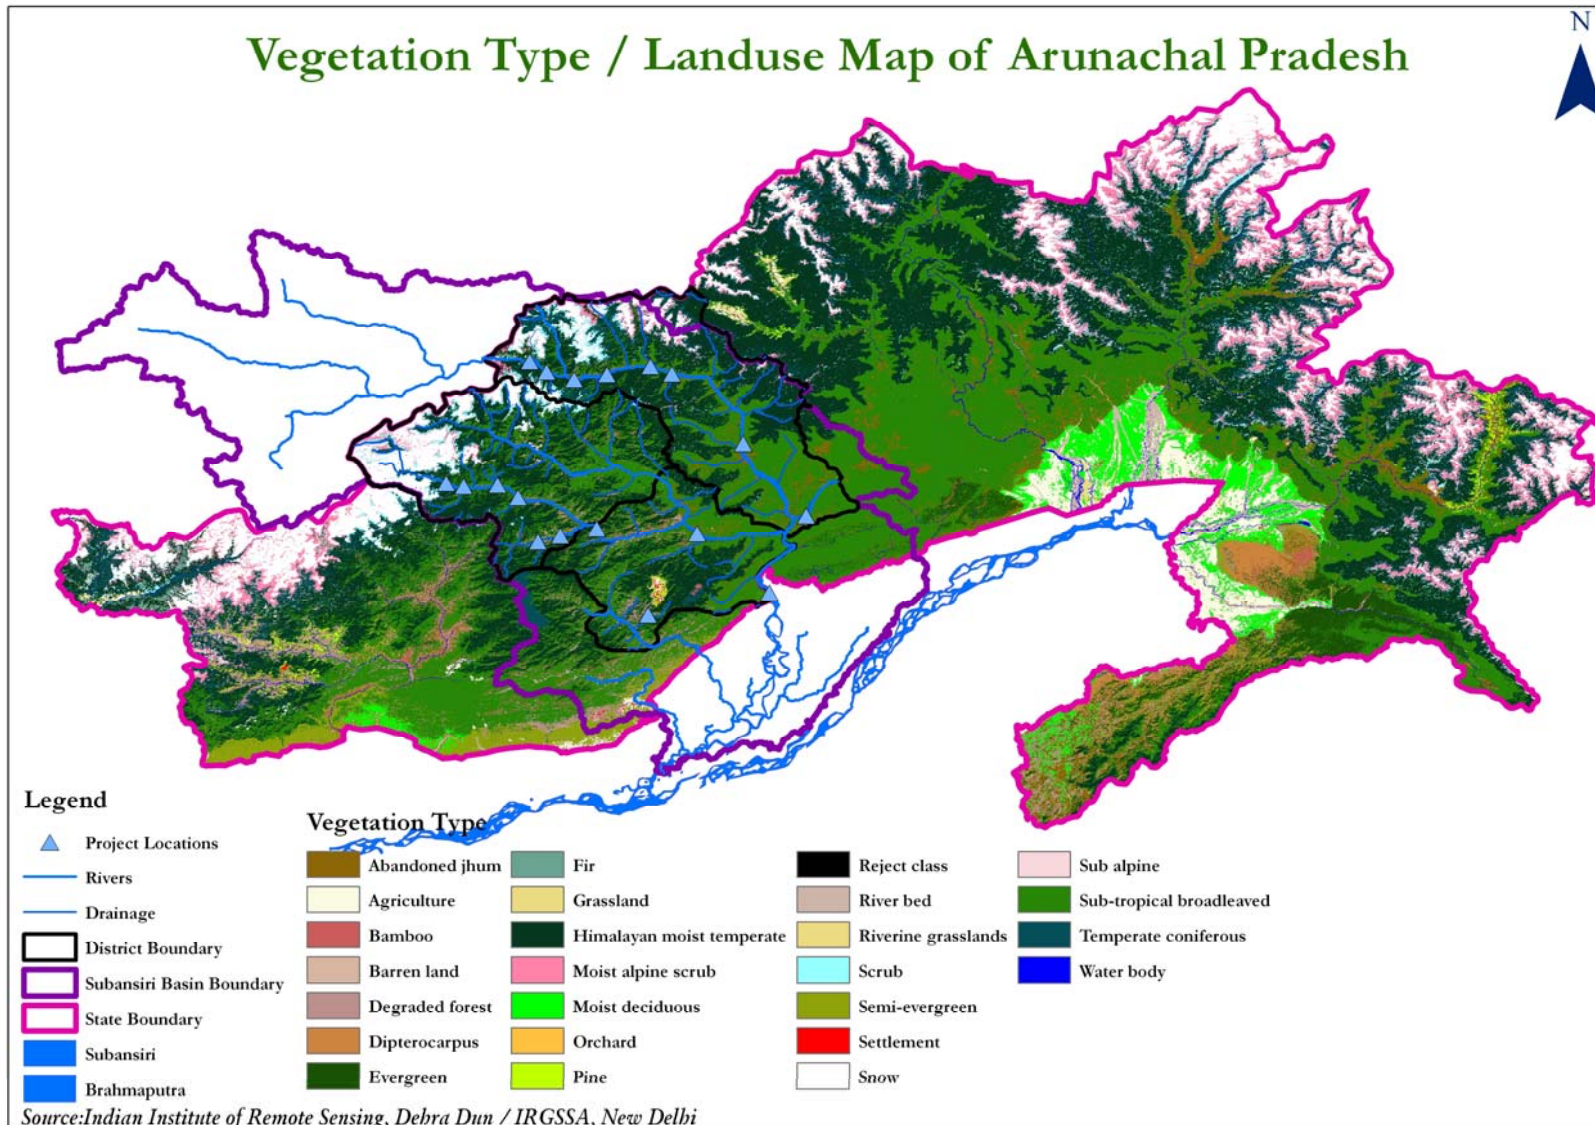 N
Vegetation Type / Landuse Map of Arunachal Pradesh
Legend
Project Locations
Rivers
Drainage
District Boundary
Subansiri Basin Boundary
State Boundary
Subansiri
Brahmaputra
Vegetation Type
Abandoned jhum
Agriculture
Bamboo
Barren land
Degraded forest
Dipterocarpus
Evergreen
Fir
Grassland
Himalayan moist temperate
Moist alpine scrub
Moist deciduous
Orchard
Pine
Reject class
River bed
Riverine grasslands
Scrub
Semi-evergreen
Settlement
Snow
Sub alpine
Sub-tropical broadleaved
Temperate coniferous
Water body
Source:Indian Institute of Remote Sensing, Dehra Dun / IRGSSA, New Delhi